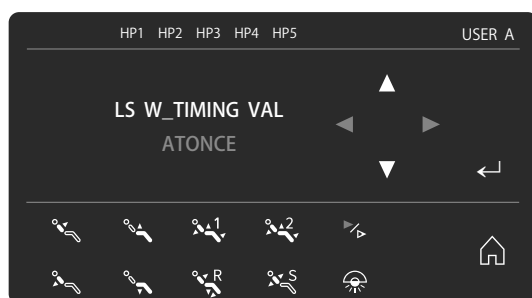 HP1 HP2 HP3 HP4 HP5 USER A
LS W_TIMING VAL
ATONCE
1 2
R S